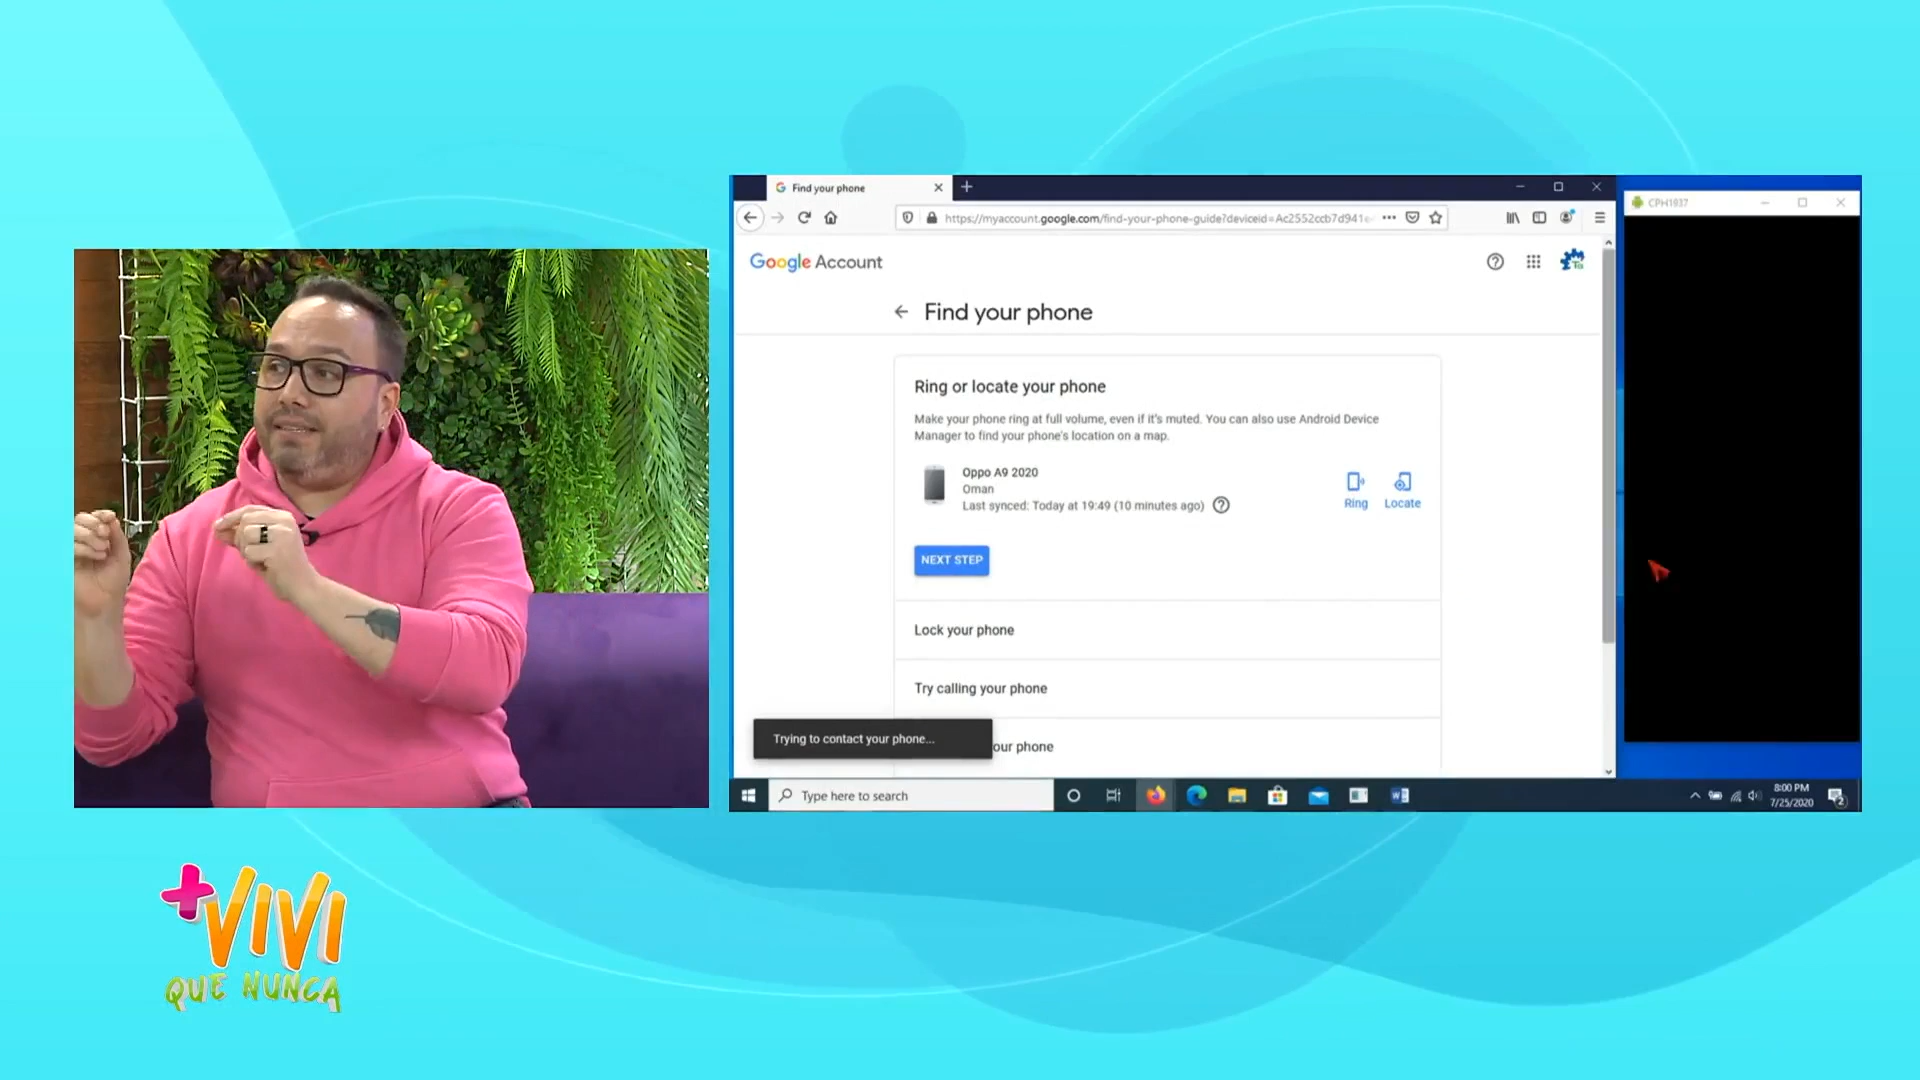 Find your phone
https://myaccount.google.com/find-your-phone-guide?deviceid=Ac2552ccb7d941e
CPH1937
Google Account
Find your phone
Ring or locate your phone
Make your phone ring at full volume, even if it's muted. You can also use Android Device
Manager to find your phone's location on a map.
Oppo A9 2020
Oman
Last synced: Today at 19:49 (10 minutes ago)
Ring
Locate
NEXT STEP
Lock your phone
Try calling your phone
Trying to contact your phone...
our phone
Type here to search
8:00 PM
7/25/2020
2
+VIVI
QUE NUNCA